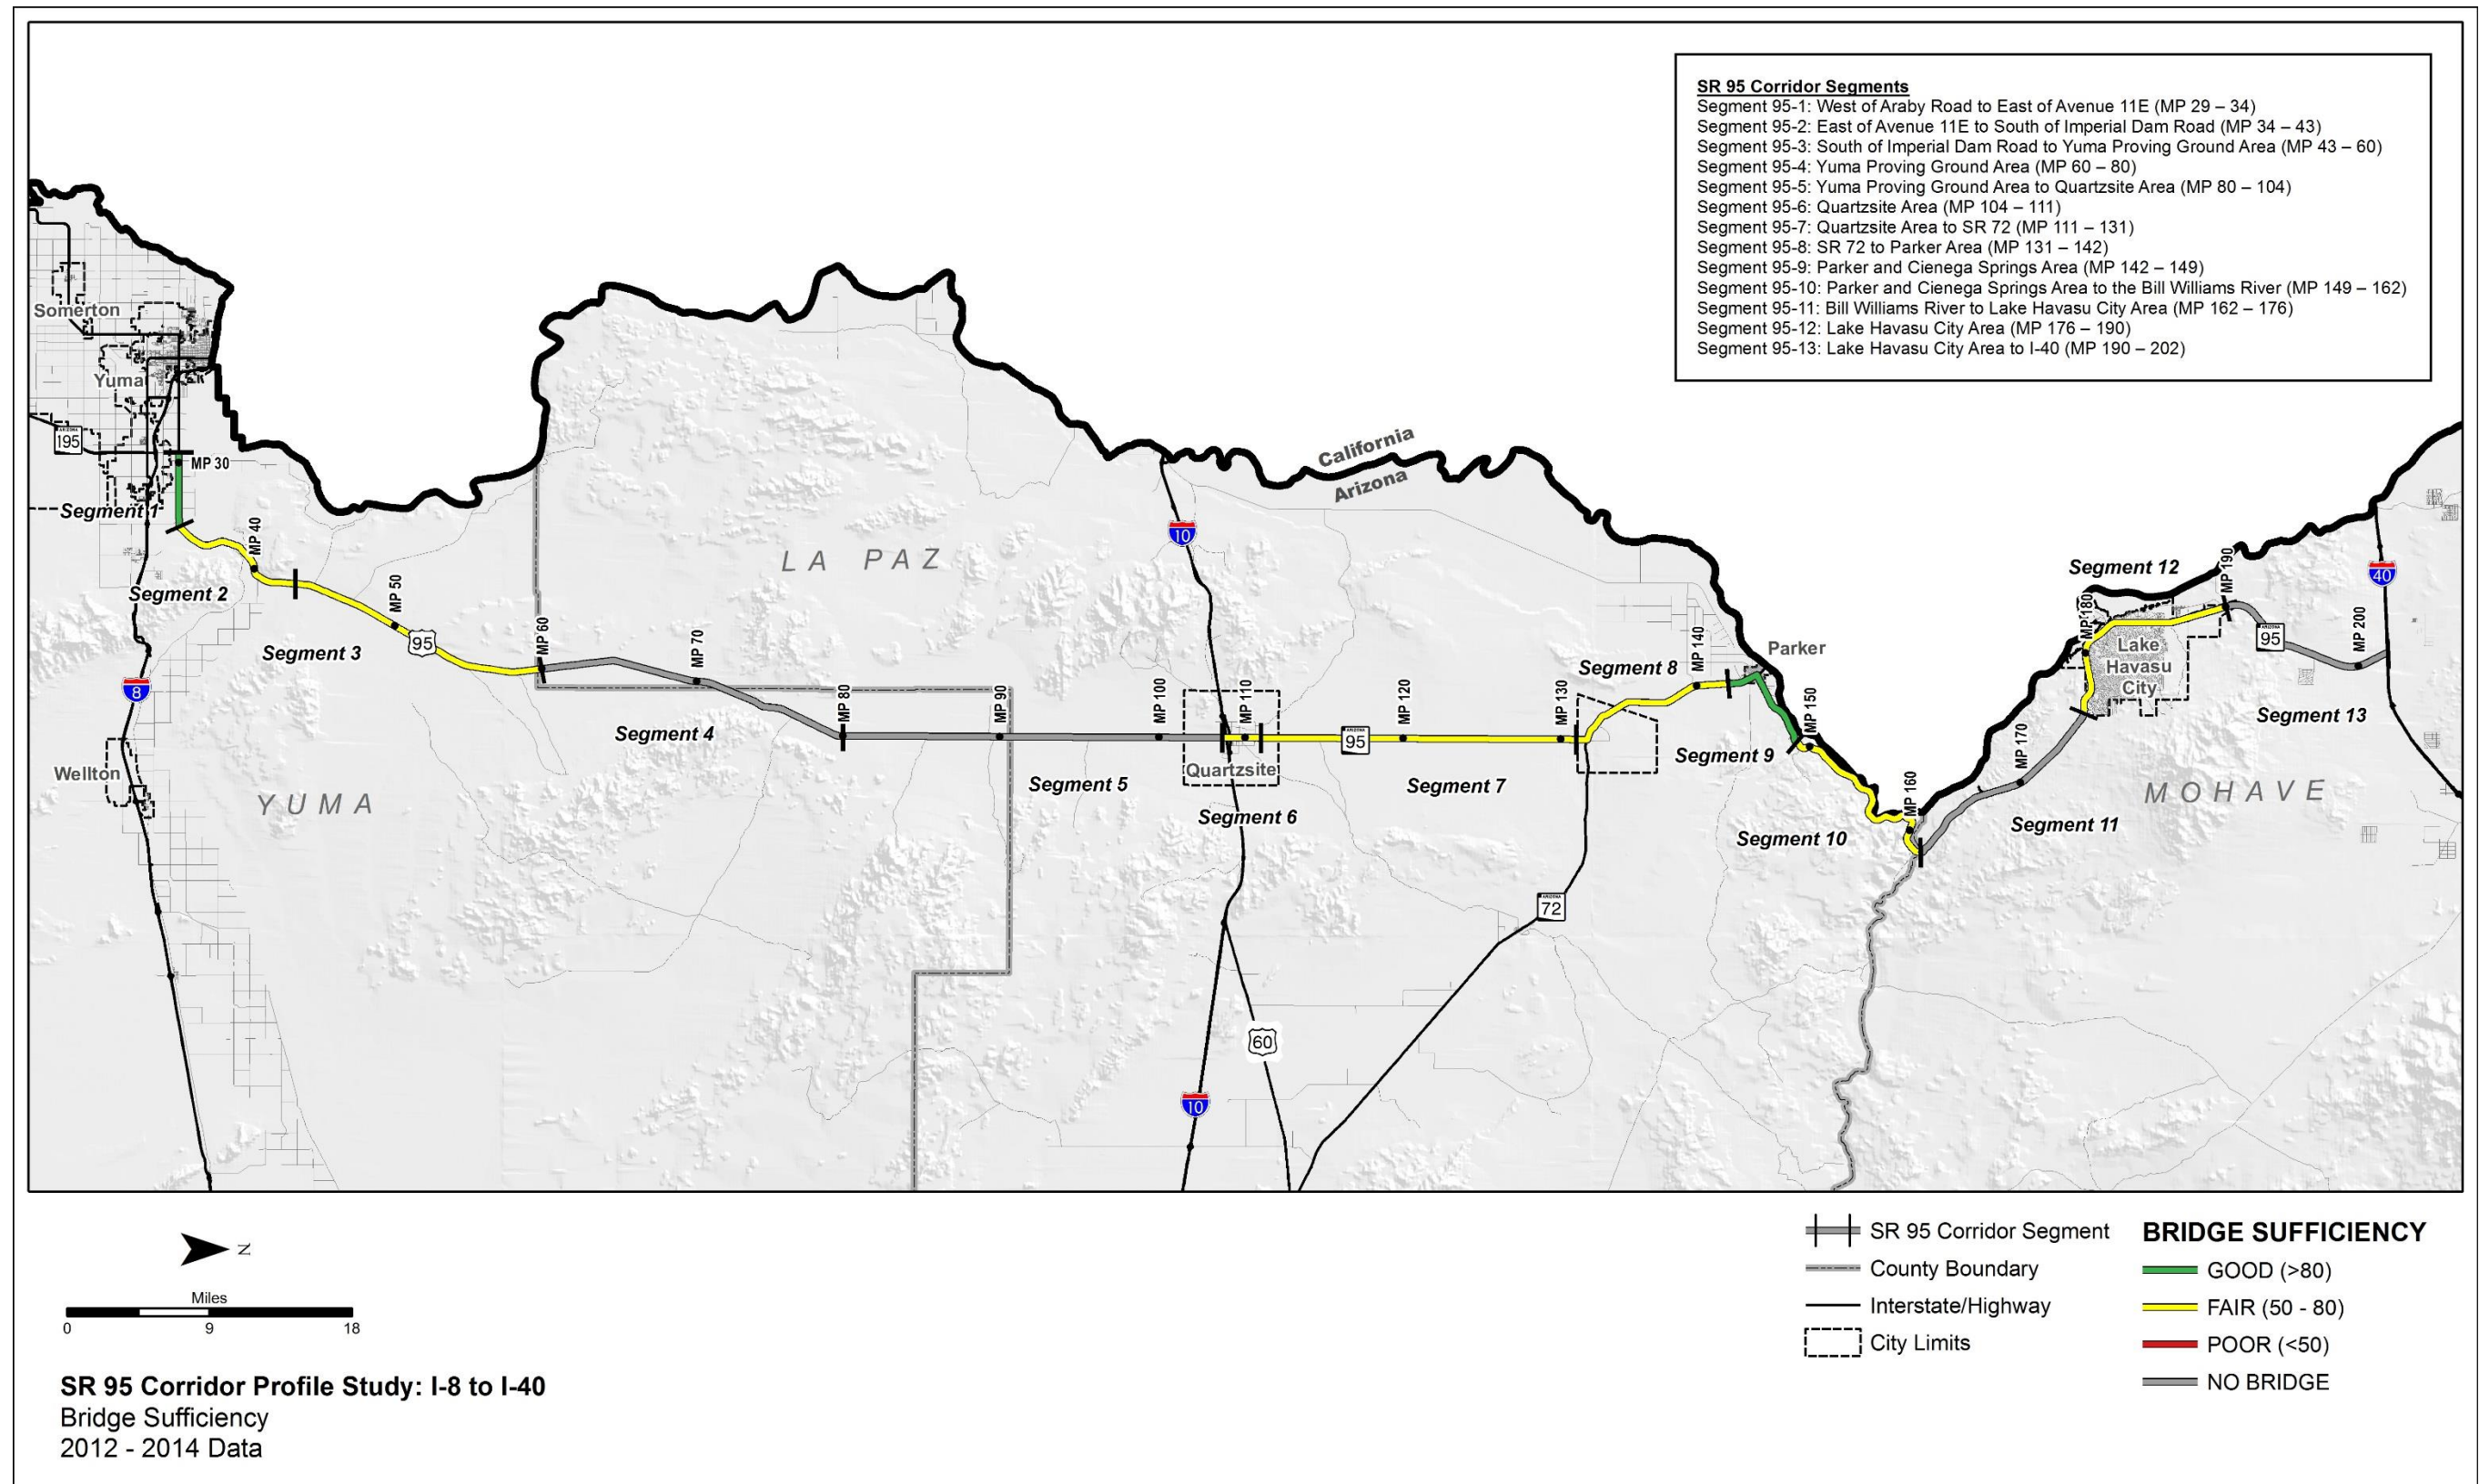 SR 95 Corridor Segments
Segment 95-1: West of Araby Road to East of Avenue 11E (MP 29 – 34)
Segment 95-2: East of Avenue 11E to South of Imperial Dam Road (MP 34 – 43)
Segment 95-3: South of Imperial Dam Road to Yuma Proving Ground Area (MP 43 – 60)
Segment 95-4: Yuma Proving Ground Area (MP 60 – 80)
Segment 95-5: Yuma Proving Ground Area to Quartzsite Area (MP 80 – 104)
Segment 95-6: Quartzsite Area (MP 104 – 111)
Segment 95-7: Quartzsite Area to SR 72 (MP 111 – 131)
Segment 95-8: SR 72 to Parker Area (MP 131 – 142)
Segment 95-9: Parker and Cienega Springs Area (MP 142 – 149)
Segment 95-10: Parker and Cienega Springs Area to the Bill Williams River (MP 149 – 162)
Segment 95-11: Bill Williams River to Lake Havasu City Area (MP 162 – 176)
Segment 95-12: Lake Havasu City Area (MP 176 – 190)
Segment 95-13: Lake Havasu City Area to I-40 (MP 190 – 202)
Somerton
Yuma
ARIZONA
195
MP 30
Segment 1
MP 40
Segment 2
MP 50
Segment 3
95
MP 60
8
Wellton
YUMA
LA PAZ
MP 70
Segment 4
MP 80
MP 90
Segment 5
MP 100
10
MP 110
Quartzsite
Segment 6
California
Arizona
ARIZONA
95
MP 120
Segment 7
MP 130
Segment 8
MP 140
Parker
Segment 9
MP 150
Segment 10
MP 160
MP 170
Segment 11
MOHAVE
Segment 12
MP 180
Lake
Havasu
City
MP 190
ARIZONA
95
MP 200
40
Segment 13
ARIZONA
72
60
10
N
Miles
0 9 18
SR 95 Corridor Profile Study: I-8 to I-40
Bridge Sufficiency
2012 - 2014 Data
SR 95 Corridor Segment
County Boundary
Interstate/Highway
City Limits
BRIDGE SUFFICIENCY
GOOD (>80)
FAIR (50 - 80)
POOR (<50)
NO BRIDGE